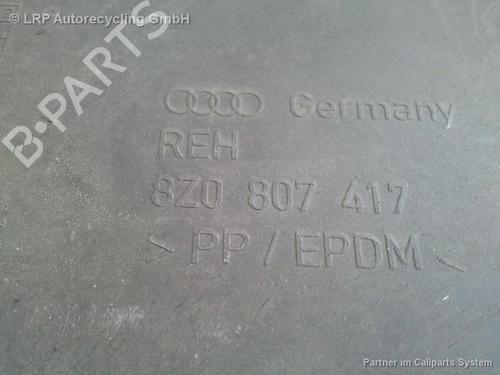 © LRP Autorecycling GmbH
B-PARTS
Germany
REH
8Z0 807 417
> PP / EPDM <
Partner im Callparts System